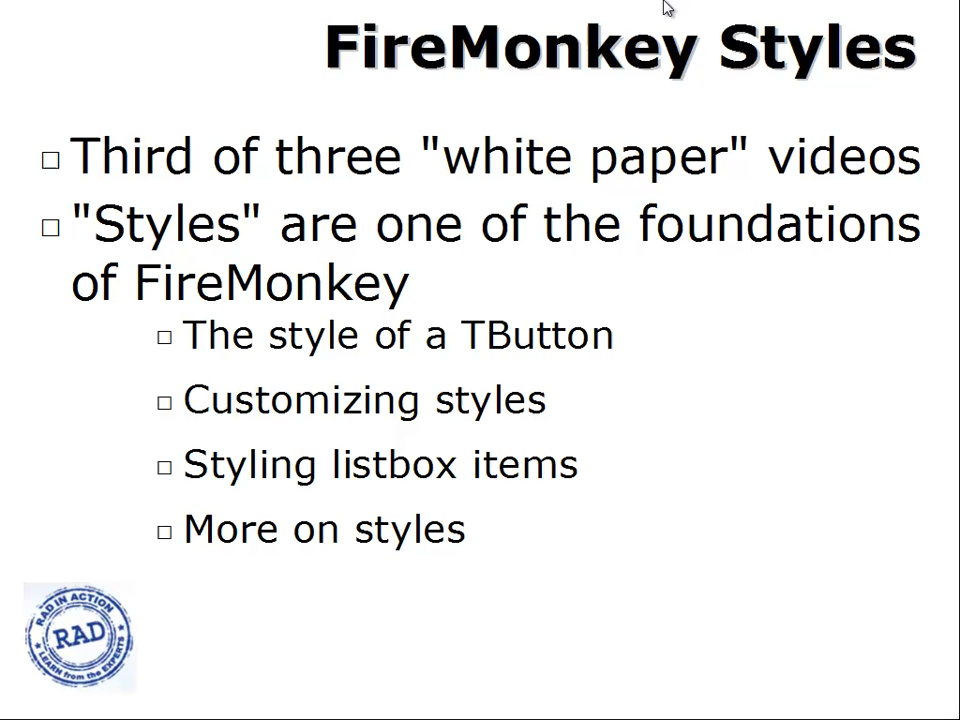 FireMonkey Styles
Third of three "white paper" videos
"Styles" are one of the foundations
of FireMonkey
The style of a TButton
Customizing styles
Styling listbox items
More on styles
RAD IN ACTION
RAD
LEARN from the EXPERTS